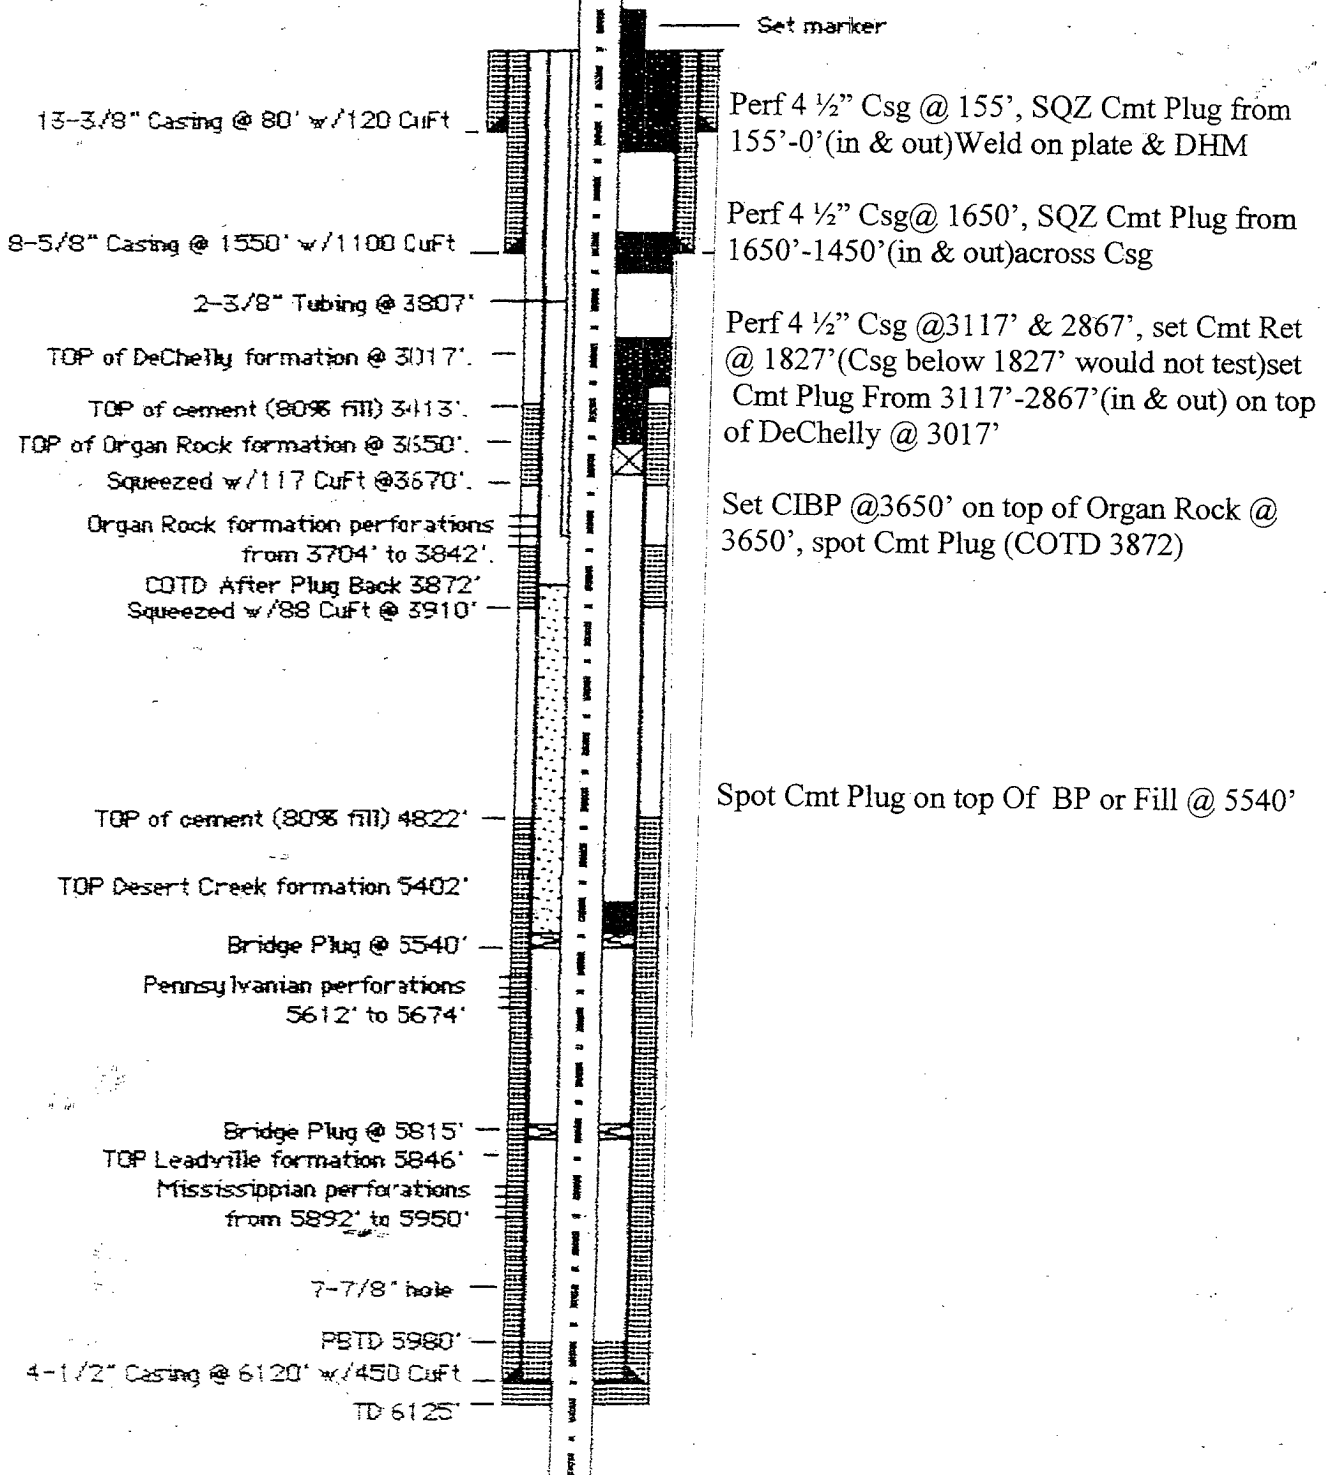 Set marker
13-3/8" Casing @ 80' w/120 CuFt
8-5/8" Casing @ 1550' w/1100 CuFt
2-3/8" Tubing @ 3807'
TOP of DeChelly formation @ 3017'.
TOP of cement (80% fill) 3413'.
TOP of Organ Rock formation @ 3650'.
Squeezed w/117 CuFt @3670'.
Organ Rock formation perforations
from 3704' to 3842'.
COTD After Plug Back 3872'
Squeezed w/88 CuFt @ 3910'
TOP of cement (80% fill) 4822'
TOP Desert Creek formation 5402'
Bridge Plug @ 5540'
Pennsylvanian perforations
5612' to 5674'
Bridge Plug @ 5815'
TOP Leadville formation 5846'
Mississippian perforations
from 5892' to 5950'
7-7/8" hole
PBTD 5980'
4-1/2" Casing @ 6120' w/450 CuFt
TD 6125'
Perf 4 ½” Csg @ 155’, SQZ Cmt Plug from
155’-0’(in & out)Weld on plate & DHM
Perf 4 ½” Csg@ 1650’, SQZ Cmt Plug from
1650’-1450’(in & out)across Csg
Perf 4 ½” Csg @3117’ & 2867’, set Cmt Ret
@ 1827’(Csg below 1827’ would not test)set
Cmt Plug From 3117’-2867’(in & out) on top
of DeChelly @ 3017’
Set CIBP @3650’ on top of Organ Rock @
3650’, spot Cmt Plug (COTD 3872)
Spot Cmt Plug on top Of BP or Fill @ 5540’